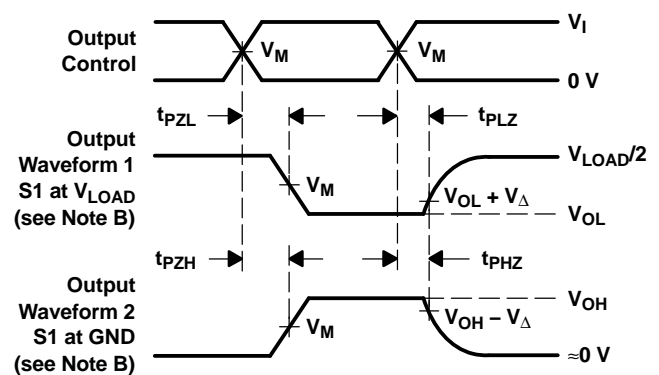 Output
Control
V_M
V_M
V_I
0 V
t_PZL
t_PLZ
Output
Waveform 1
S1 at V_LOAD
(see Note B)
V_M
V_LOAD/2
V_OL + V_Δ
V_OL
t_PZH
t_PHZ
Output
Waveform 2
S1 at GND
(see Note B)
V_M
V_OH
V_OH − V_Δ
≈0 V